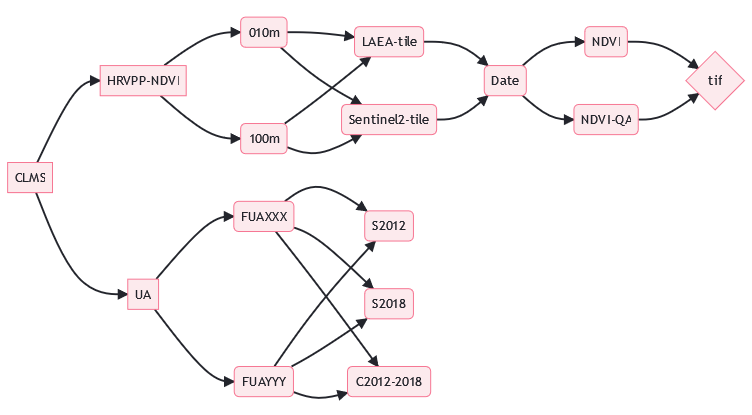 010m
LAEA-tile
NDVI
HRVPP-NDVI
Date
tif
100m
Sentinel2-tile
NDVI-QA
CLMS
FUAXXX
S2012
UA
S2018
FUAYYY
C2012-2018